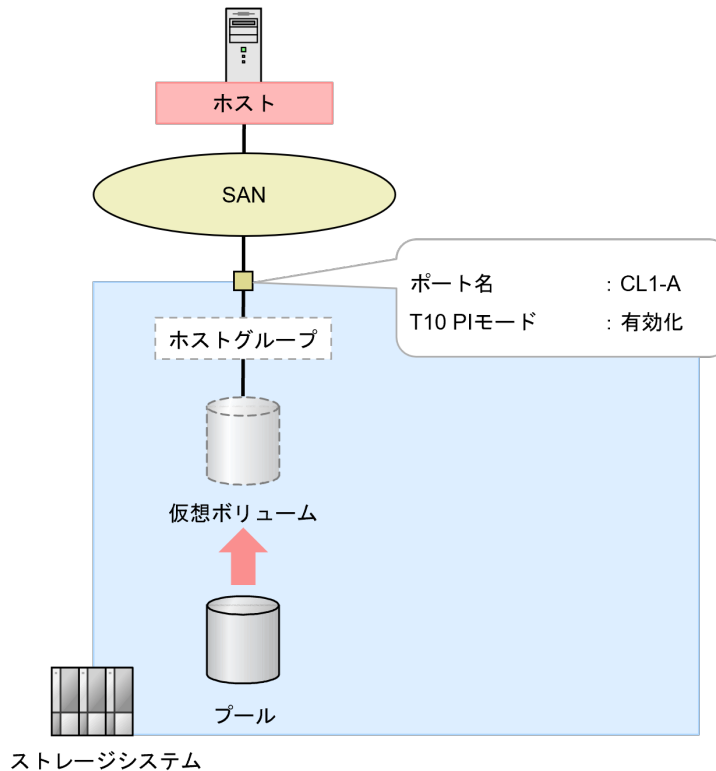 ホスト
SAN
ポート名 : CL1-A
T10 PIモード : 有効化
ホストグループ
仮想ボリューム
プール
ストレージシステム